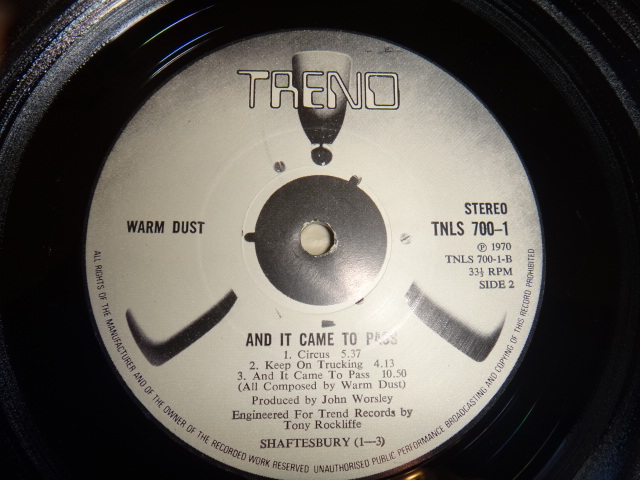 TREND
WARM DUST
STEREO
TNLS 700-1
℗ 1970
TNLS 700-1-B
33⅓ RPM
SIDE 2
AND IT CAME TO PASS
1. Circus 5.37
2. Keep On Trucking 4.13
3. And It Came To Pass 10.50
(All Composed by Warm Dust)
Produced by John Worsley
Engineered For Trend Records by
Tony Rockliffe
SHAFTESBURY (1—3)
ALL RIGHTS OF THE MANUFACTURER AND OF THE OWNER OF THE RECORDED WORK RESERVED UNAUTHORISED PUBLIC PERFORMANCE BROADCASTING AND COPYING OF THIS RECORD PROHIBITED